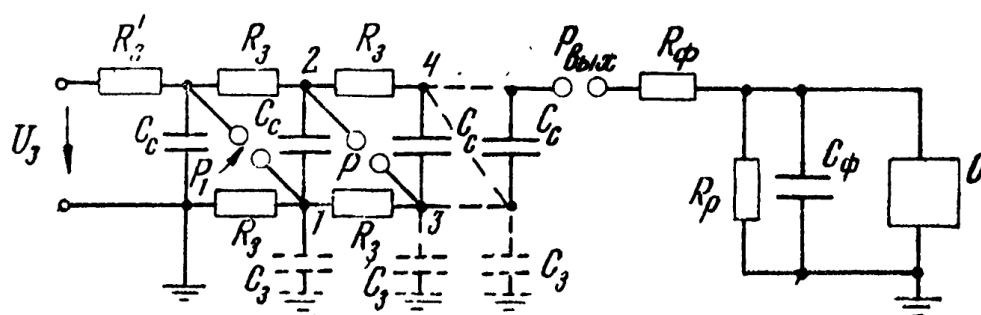 R'з Rз 2 Rз 4 Pвых Rф
Uз Cс P₁ Cс P Cс Cс Rр Cф
Rз 1 Rз 3
Cз Cз Cз